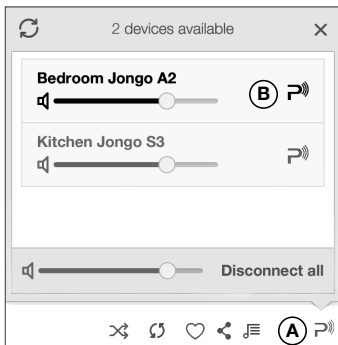 2 devices available
Bedroom Jongo A2
B
Kitchen Jongo S3
Disconnect all
A